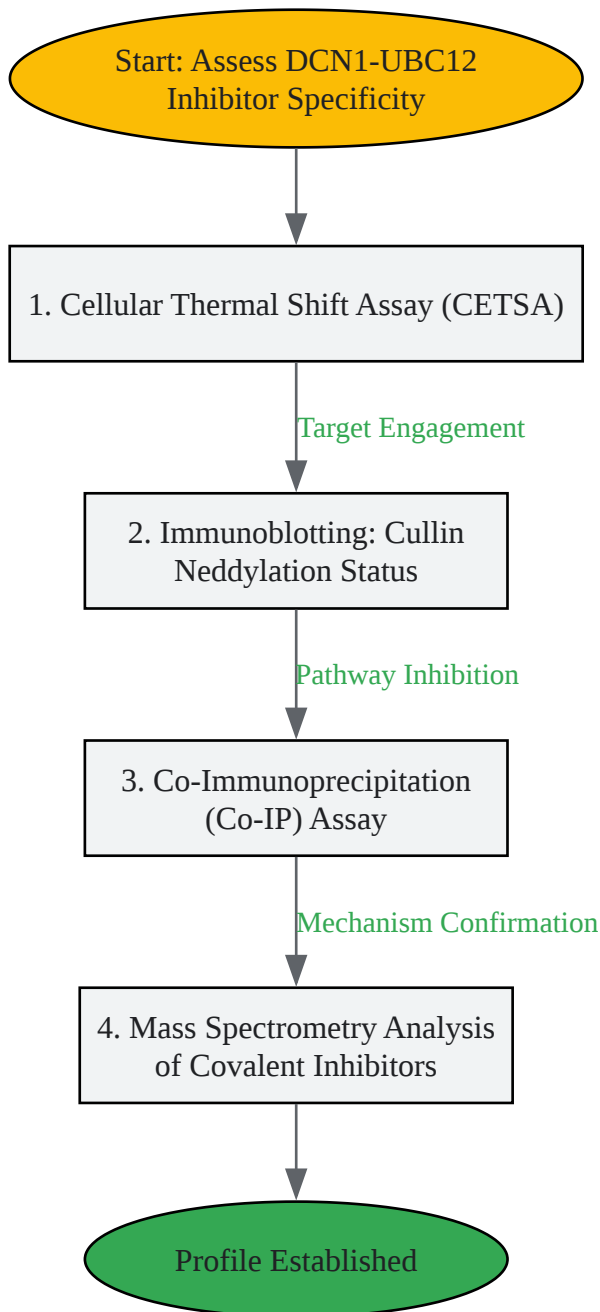 Start: Assess DCN1-UBC12
Inhibitor Specificity
1. Cellular Thermal Shift Assay (CETSA)
Target Engagement
2. Immunoblotting: Cullin
Neddylation Status
Pathway Inhibition
3. Co-Immunoprecipitation
(Co-IP) Assay
Mechanism Confirmation
4. Mass Spectrometry Analysis
of Covalent Inhibitors
Profile Established